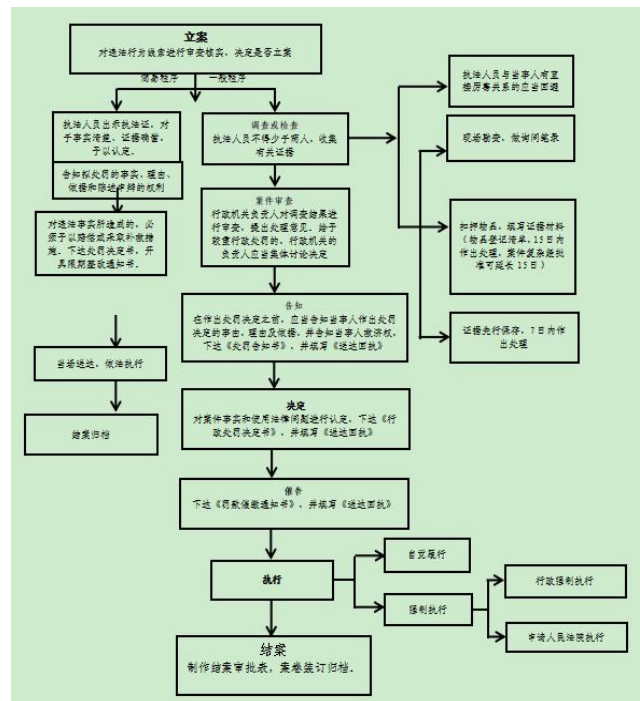 立案
对违法行为线索进行审查核实，决定是否立案
简易程序
一般程序
执法人员出示执法证，对
于事实清楚、证据确凿，
予以认定。
告知拟处罚的事实、理由、
依据和陈述申辩的权利
对违法事实所造成的，必
须予以赔偿或采取补救措
施。下达处罚决定书，开
具限期整改通知书。
当场送达，依法执行
结案归档
调查或检查
执法人员不得少于两人，收集
有关证据
案件审查
行政机关负责人对调查结果进
行审查，提出处理意见。给予
较重行政处罚的，行政机关的
负责人应当集体讨论决定
告知
在作出处罚决定之前，应当告知当事人作出处罚
决定的事由、理由及依据，并告知当事人救济权，
下达《处罚告知书》，并填写《送达回执》
决定
对案件事实和使用法律问题进行认定，下达《行
政处罚决定书》，并填写《送达回执》
催告
下达《罚款催缴通知书》，并填写《送达回执》
执行
自觉履行
强制执行
行政强制执行
申请人民法院执行
结案
制作结案审批表，案卷装订归档。
执法人员与当事人有直
接厉害关系的应当回避
现场勘查，做询问笔录
扣押物品，填写证据材料
（物品登记清单，15日内
作出处理，案件复杂经批
准可延长15日）
证据先行保存，7日内作
出处理